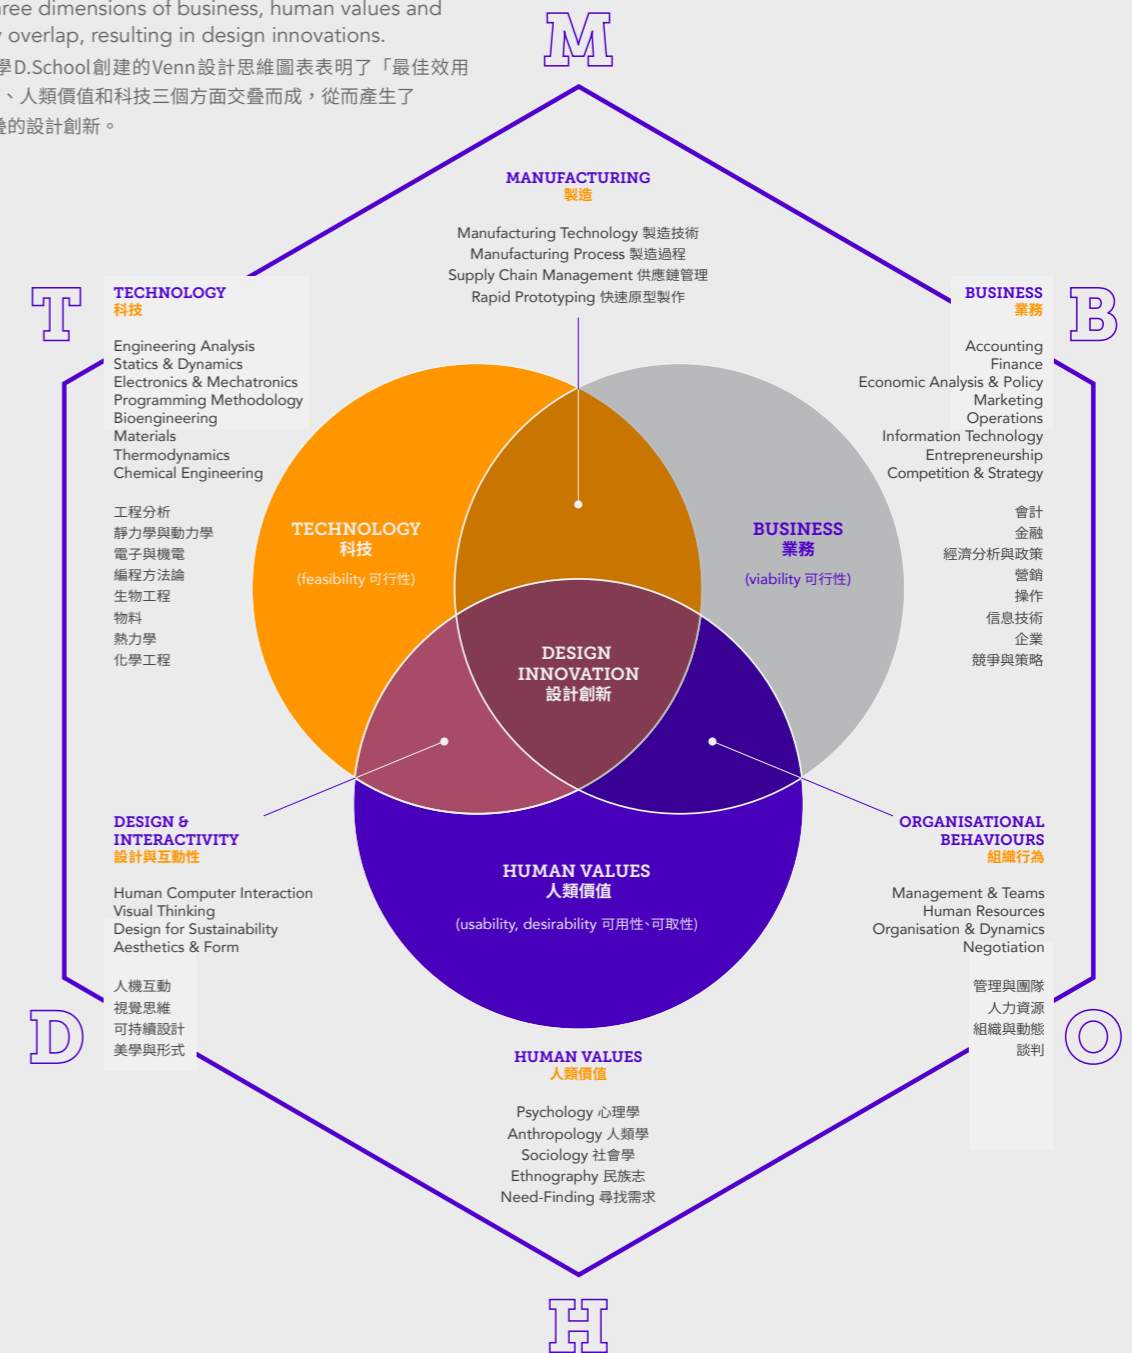 ree dimensions of business, human values and
overlap, resulting in design innovations.
學D.School創建的Venn設計思維圖表表明了「最佳效用
、人類價值和科技三個方面交叠而成，從而產生了
的設計創新。
M
MANUFACTURING
製造
Manufacturing Technology 製造技術
Manufacturing Process 製造過程
Supply Chain Management 供應鏈管理
Rapid Prototyping 快速原型製作
T
TECHNOLOGY
科技
Engineering Analysis
Statics & Dynamics
Electronics & Mechatronics
Programming Methodology
Bioengineering
Materials
Thermodynamics
Chemical Engineering
工程分析
靜力學與動力學
電子與機電
編程方法論
生物工程
物料
熱力學
化學工程
B
BUSINESS
業務
Accounting
Finance
Economic Analysis & Policy
Marketing
Operations
Information Technology
Entrepreneurship
Competition & Strategy
會計
金融
經濟分析與政策
營銷
操作
信息技術
企業
競爭與策略
TECHNOLOGY
科技
(feasibility 可行性)
BUSINESS
業務
(viability 可行性)
DESIGN
INNOVATION
設計創新
HUMAN VALUES
人類價值
(usability, desirability 可用性、可取性)
DESIGN &
INTERACTIVITY
設計與互動性
Human Computer Interaction
Visual Thinking
Design for Sustainability
Aesthetics & Form
人機互動
視覺思維
可持續設計
美學與形式
D
ORGANISATIONAL
BEHAVIOURS
組織行為
Management & Teams
Human Resources
Organisation & Dynamics
Negotiation
管理與團隊
人力資源
組織與動態
談判
O
HUMAN VALUES
人類價值
Psychology 心理學
Anthropology 人類學
Sociology 社會學
Ethnography 民族志
Need-Finding 尋找需求
H